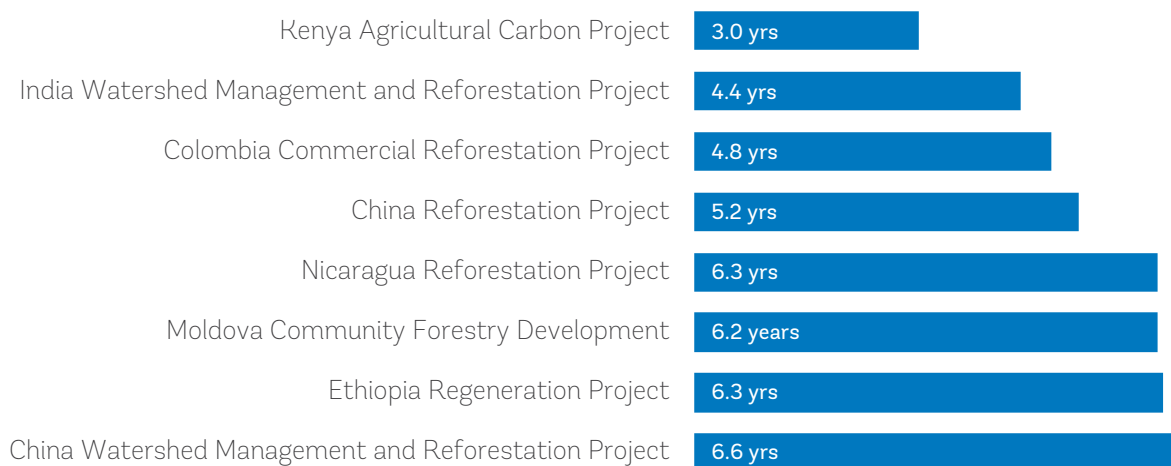 Kenya Agricultural Carbon Project 3.0 yrs
India Watershed Management and Reforestation Project 4.4 yrs
Colombia Commercial Reforestation Project 4.8 yrs
China Reforestation Project 5.2 yrs
Nicaragua Reforestation Project 6.3 yrs
Moldova Community Forestry Development 6.2 years
Ethiopia Regeneration Project 6.3 yrs
China Watershed Management and Reforestation Project 6.6 yrs